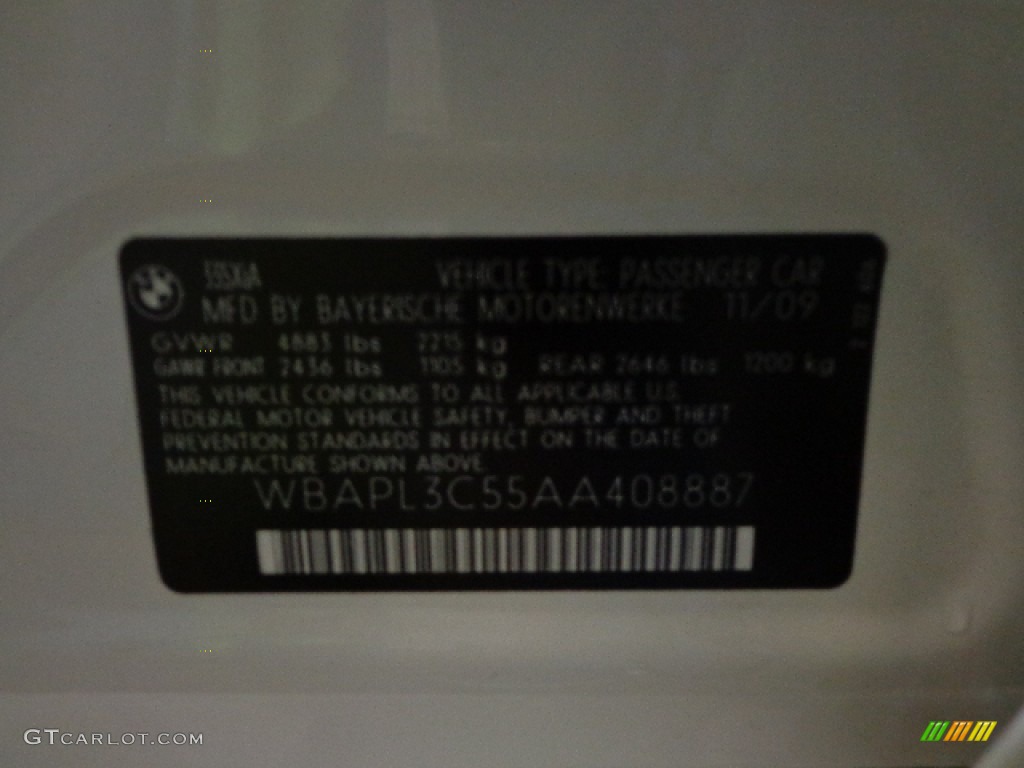 BMW
335XiA VEHICLE TYPE PASSENGER CAR
MFD BY BAYERISCHE MOTORENWERKE 11/09
GVWR 4883 lbs 2215 kg
GAWR FRONT 2436 lbs 1105 kg REAR 2646 lbs 1200 kg
THIS VEHICLE CONFORMS TO ALL APPLICABLE U.S.
FEDERAL MOTOR VEHICLE SAFETY, BUMPER AND THEFT
PREVENTION STANDARDS IN EFFECT ON THE DATE OF
MANUFACTURE SHOWN ABOVE.
WBAPL3C55AA408887
GTCARLOT.COM